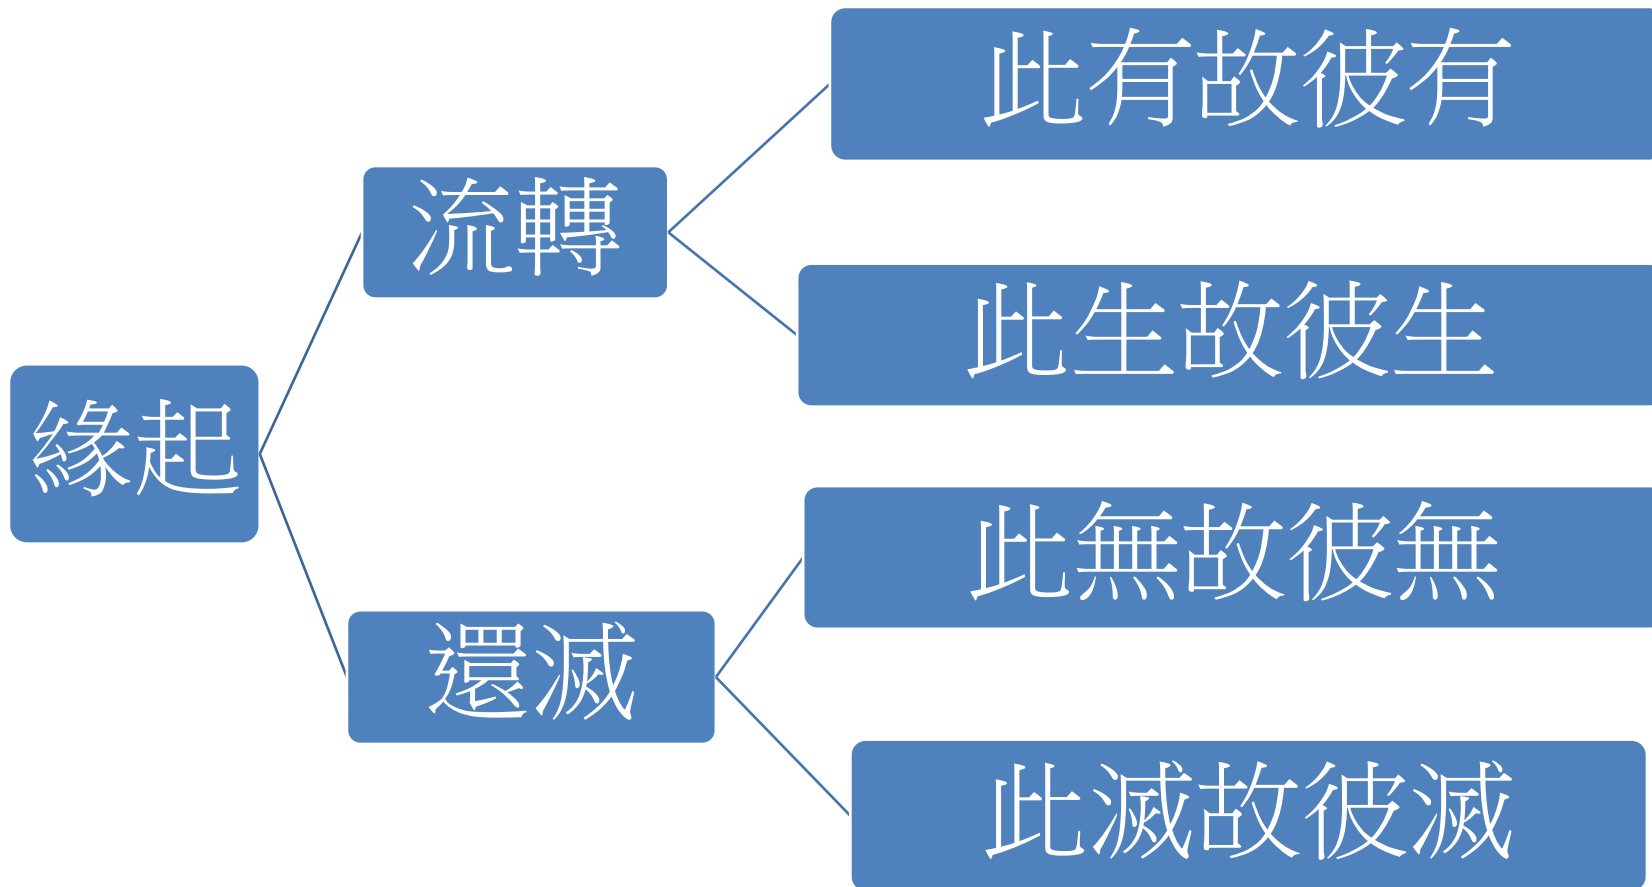 緣起
流轉
此有故彼有
此生故彼生
還滅
此無故彼無
此滅故彼滅